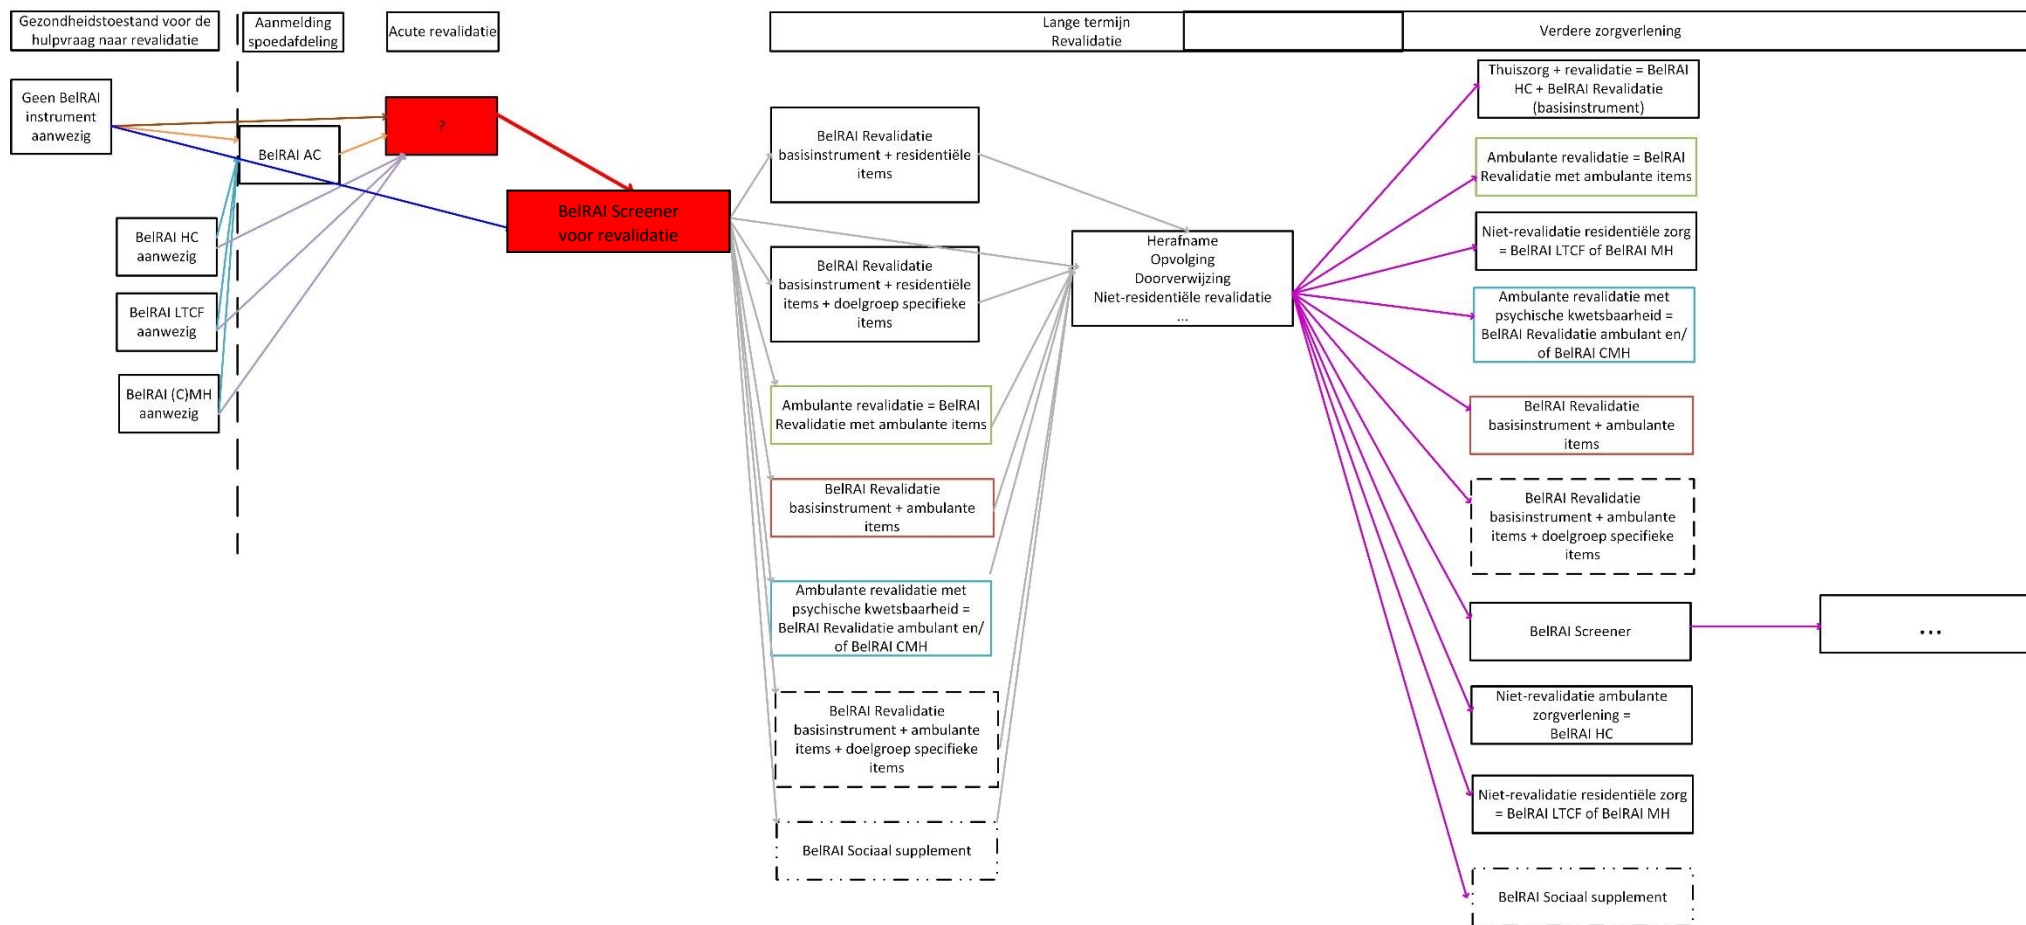 Gezondheidstoestand voor de
hulpvraag naar revalidatie
Aanmelding
spoedafdeling
Acute revalidatie
Lange termijn
Revalidatie
Verdere zorgverlening
Geen BelRAI
instrument
aanwezig
BelRAI AC
?
BelRAI HC
aanwezig
BelRAI LTCF
aanwezig
BelRAI (C)MH
aanwezig
BelRAI Screener
voor revalidatie
BelRAI Revalidatie
basisinstrument + residentiële
items
BelRAI Revalidatie
basisinstrument + residentiële
items + doelgroep specifieke
items
Ambulante revalidatie = BelRAI
Revalidatie met ambulante items
BelRAI Revalidatie
basisinstrument + ambulante
items
Ambulante revalidatie met
psychische kwetsbaarheid =
BelRAI Revalidatie ambulant en/
of BelRAI CMH
BelRAI Revalidatie
basisinstrument + ambulante
items + doelgroep specifieke
items
BelRAI Sociaal supplement
Herafname
Opvolging
Doorverwijzing
Niet-residentiële revalidatie
...
Thuiszorg + revalidatie = BelRAI
HC + BelRAI Revalidatie
(basisinstrument)
Ambulante revalidatie = BelRAI
Revalidatie met ambulante items
Niet-revalidatie residentiële zorg
= BelRAI LTCF of BelRAI MH
Ambulante revalidatie met
psychische kwetsbaarheid =
BelRAI Revalidatie ambulant en/
of BelRAI CMH
BelRAI Revalidatie
basisinstrument + ambulante
items
BelRAI Revalidatie
basisinstrument + ambulante
items + doelgroep specifieke
items
BelRAI Screener
...
Niet-revalidatie ambulante
zorgverlening =
BelRAI HC
Niet-revalidatie residentiële zorg
= BelRAI LTCF of BelRAI MH
BelRAI Sociaal supplement